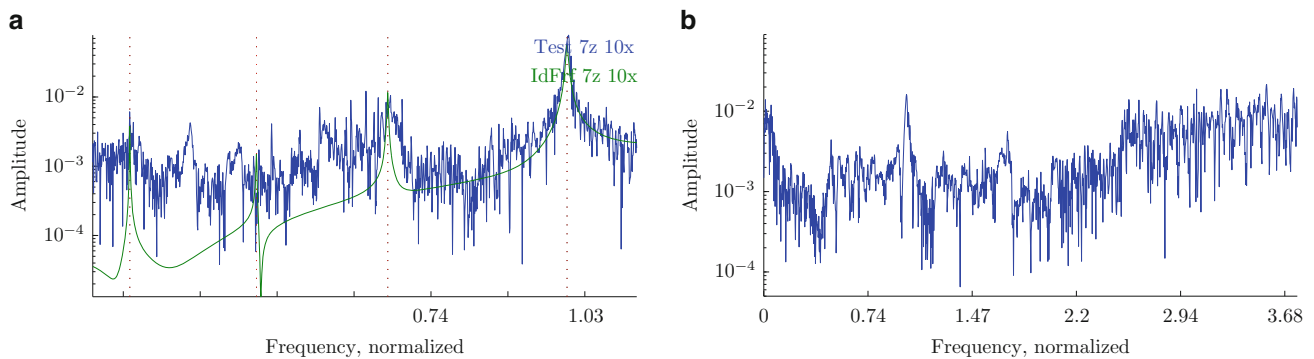 a
Amplitude
10−2
10−3
10−4
Test 7z 10x
IdFrf 7z 10x
0.74
1.03
Frequency, normalized
b
Amplitude
10−2
10−3
10−4
0
0.74
1.47
2.2
2.94
3.68
Frequency, normalized